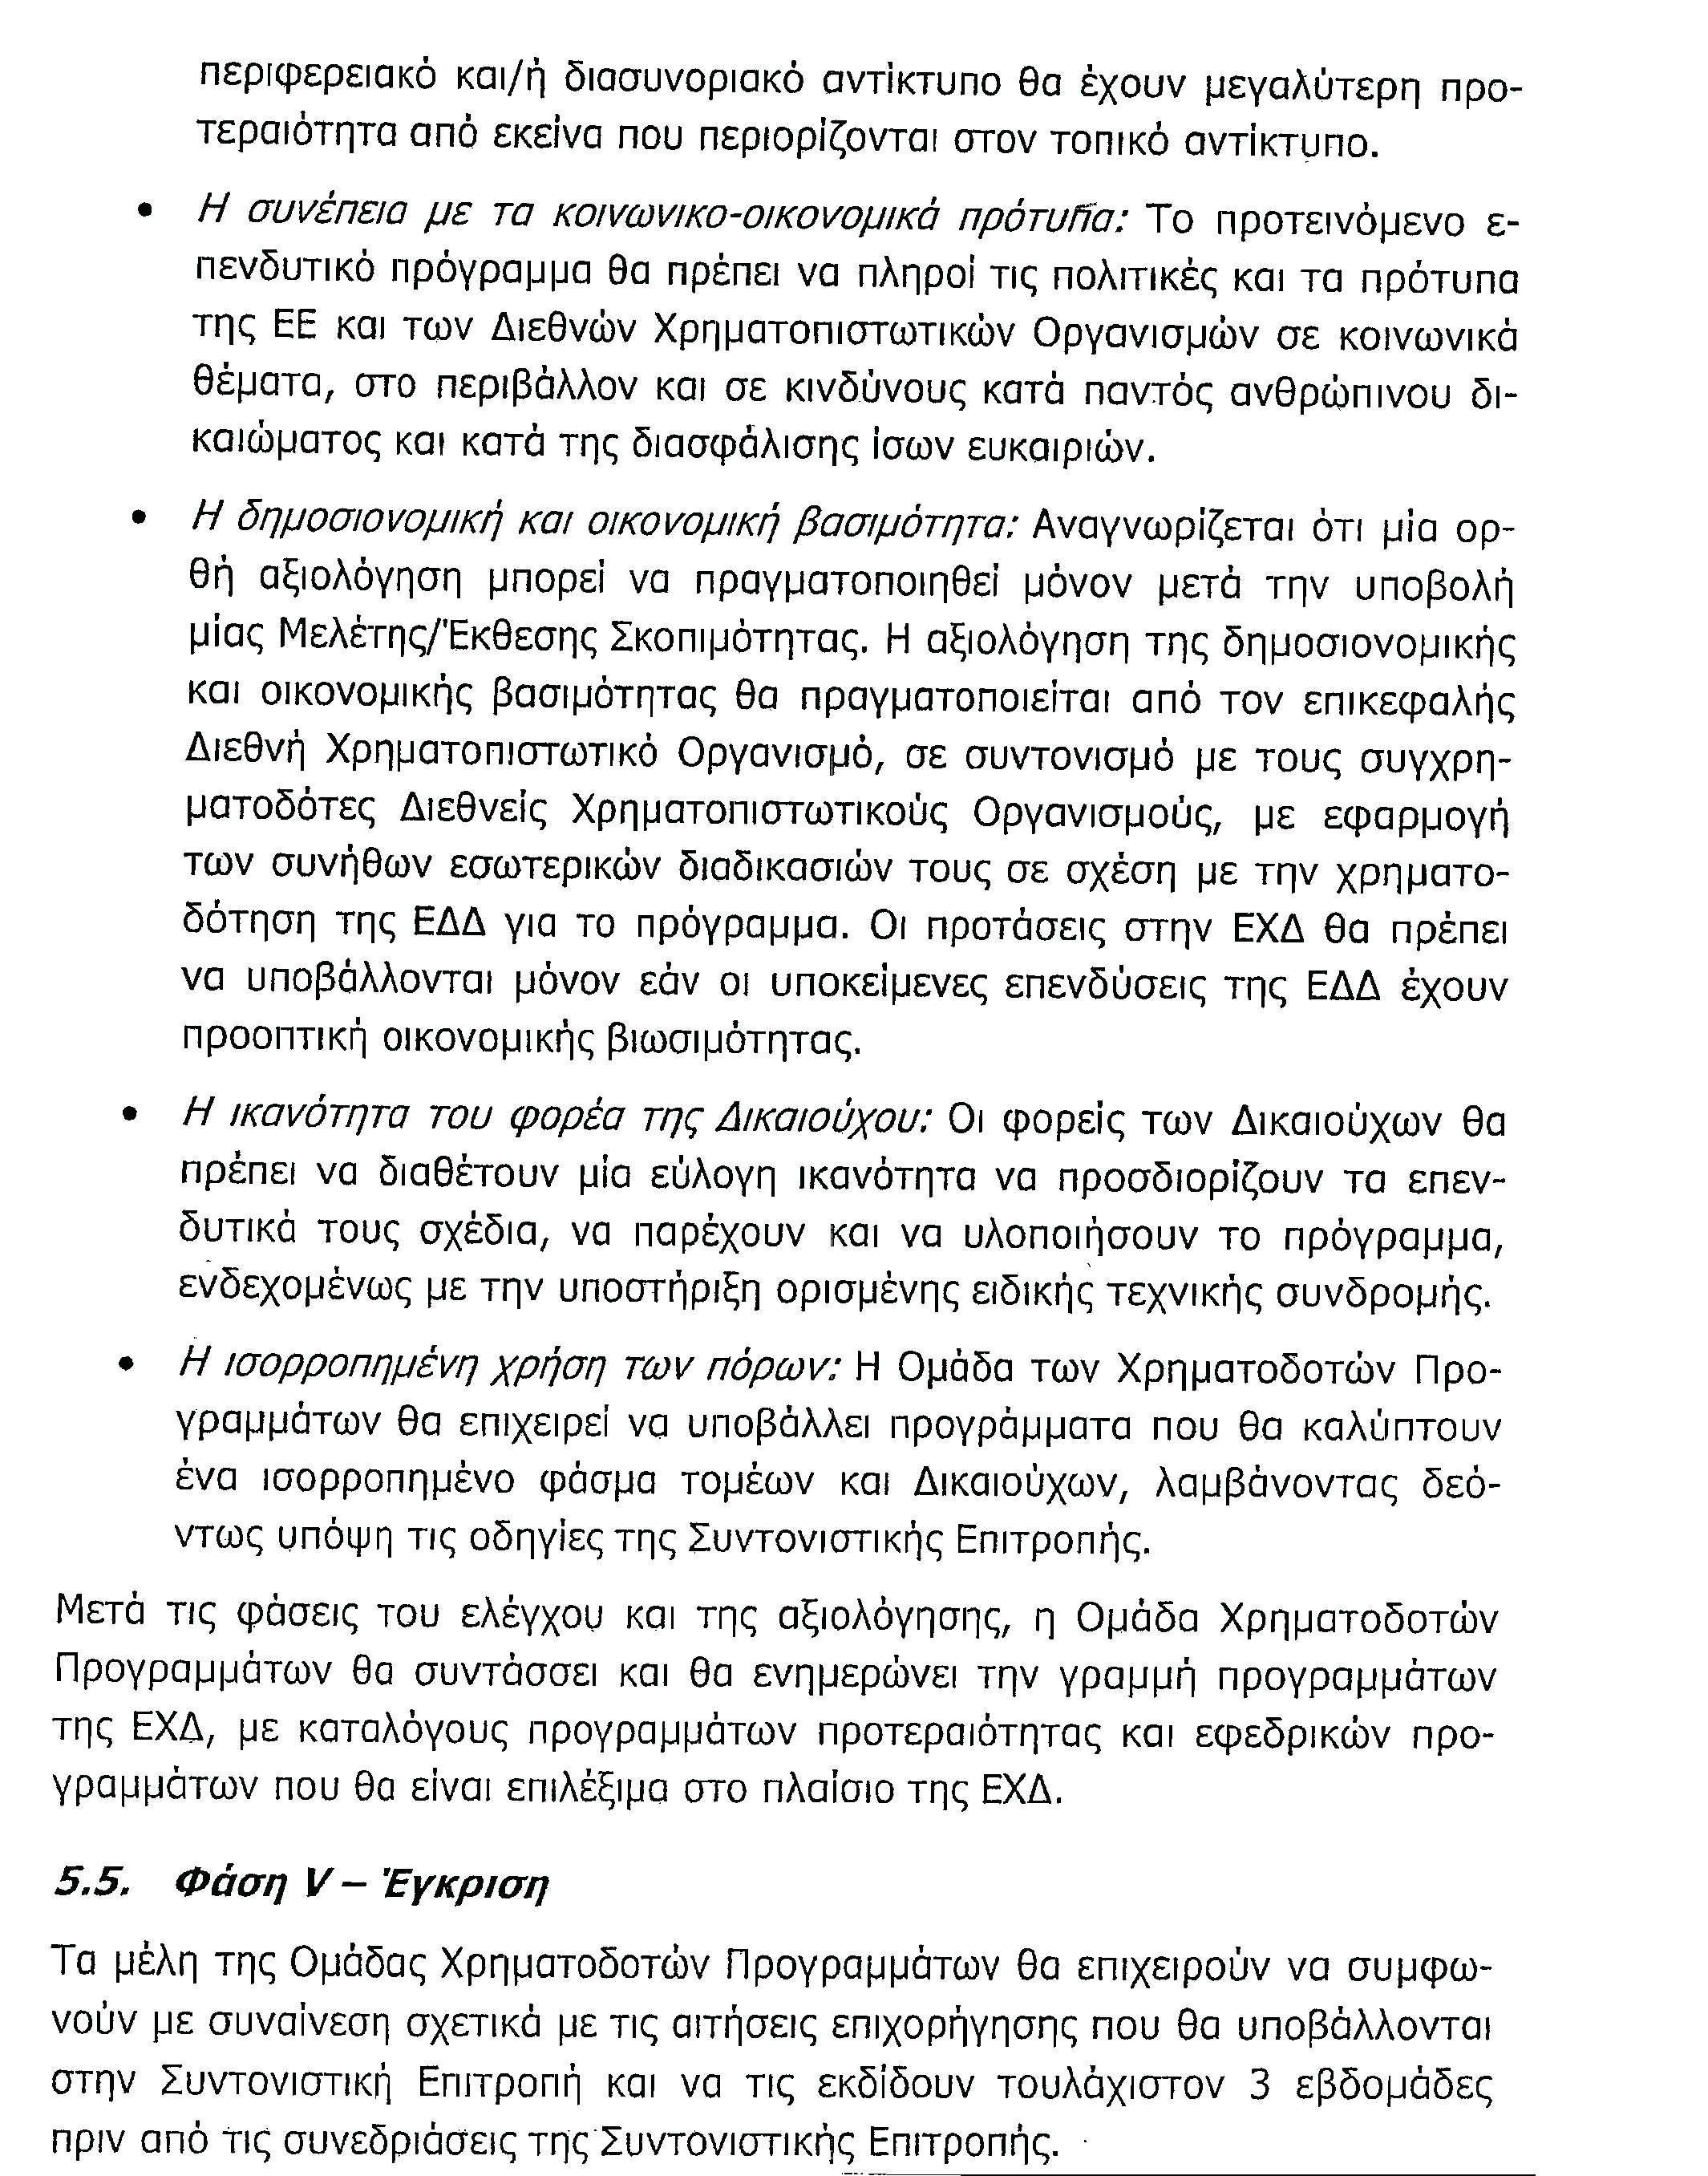 περιφερειακό και/ή διασυνοριακό αντίκτυπο θα έχουν μεγαλύτερη προ-
τεραιότητα από εκείνα που περιορίζονται στον τοπικό αντίκτυπο.
• Η συνέπεια με τα κοινωνικο-οικονομικά πρότυπα: Το προτεινόμενο ε-
πενδυτικό πρόγραμμα θα πρέπει να πληροί τις πολιτικές και τα πρότυπα
της ΕΕ και των Διεθνών Χρηματοπιστωτικών Οργανισμών σε κοινωνικά
θέματα, στο περιβάλλον και σε κινδύνους κατά παντός ανθρώπινου δι-
καιώματος και κατά της διασφάλισης ίσων ευκαιριών.
• Η δημοσιονομική και οικονομική βασιμότητα: Αναγνωρίζεται ότι μία ορ-
θή αξιολόγηση μπορεί να πραγματοποιηθεί μόνον μετά την υποβολή
μίας Μελέτης/Έκθεσης Σκοπιμότητας. Η αξιολόγηση της δημοσιονομικής
και οικονομικής βασιμότητας θα πραγματοποιείται από τον επικεφαλής
Διεθνή Χρηματοπιστωτικό Οργανισμό, σε συντονισμό με τους συγχρη-
ματοδότες Διεθνείς Χρηματοπιστωτικούς Οργανισμούς, με εφαρμογή
των συνήθων εσωτερικών διαδικασιών τους σε σχέση με την χρηματο-
δότηση της ΕΔΔ για το πρόγραμμα. Οι προτάσεις στην ΕΧΔ θα πρέπει
να υποβάλλονται μόνον εάν οι υποκείμενες επενδύσεις της ΕΔΔ έχουν
προοπτική οικονομικής βιωσιμότητας.
• Η ικανότητα του φορέα της Δικαιούχου: Οι φορείς των Δικαιούχων θα
πρέπει να διαθέτουν μία εύλογη ικανότητα να προσδιορίζουν τα επεν-
δυτικά τους σχέδια, να παρέχουν και να υλοποιήσουν το πρόγραμμα,
ενδεχομένως με την υποστήριξη ορισμένης ειδικής τεχνικής συνδρομής.
• Η ισορροπημένη χρήση των πόρων: Η Ομάδα των Χρηματοδοτών Προ-
γραμμάτων θα επιχειρεί να υποβάλλει προγράμματα που θα καλύπτουν
ένα ισορροπημένο φάσμα τομέων και Δικαιούχων, λαμβάνοντας δεό-
ντως υπόψη τις οδηγίες της Συντονιστικής Επιτροπής.
Μετά τις φάσεις του ελέγχου και της αξιολόγησης, η Ομάδα Χρηματοδοτών
Προγραμμάτων θα συντάσσει και θα ενημερώνει την γραμμή προγραμμάτων
της ΕΧΔ, με καταλόγους προγραμμάτων προτεραιότητας και εφεδρικών προ-
γραμμάτων που θα είναι επιλέξιμα στο πλαίσιο της ΕΧΔ.
5.5. Φάση V – Έγκριση
Τα μέλη της Ομάδας Χρηματοδοτών Προγραμμάτων θα επιχειρούν να συμφω-
νούν με συναίνεση σχετικά με τις αιτήσεις επιχορήγησης που θα υποβάλλονται
στην Συντονιστική Επιτροπή και να τις εκδίδουν τουλάχιστον 3 εβδομάδες
πριν από τις συνεδριάσεις της Συντονιστικής Επιτροπής.